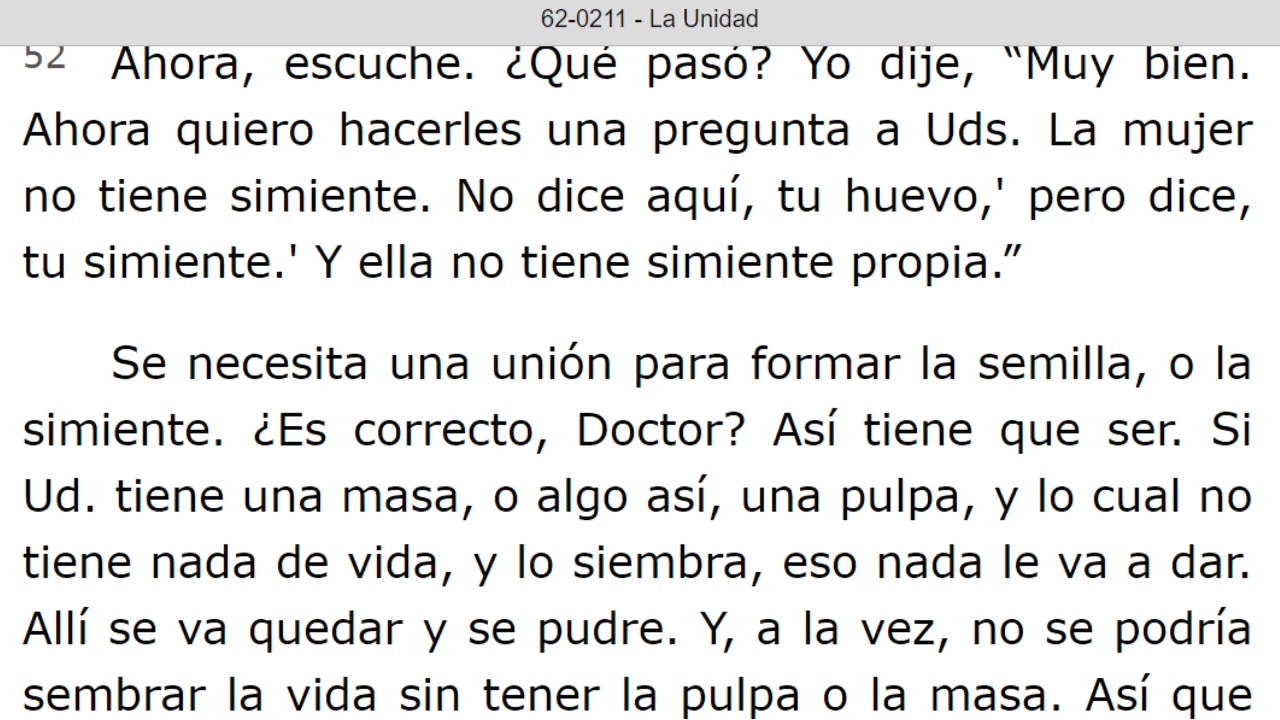 62-0211 - La Unidad
52 Ahora, escuche. ¿Qué pasó? Yo dije, “Muy bien.
Ahora quiero hacerles una pregunta a Uds. La mujer
no tiene simiente. No dice aquí, tu huevo,' pero dice,
tu simiente.' Y ella no tiene simiente propia.”
Se necesita una unión para formar la semilla, o la
simiente. ¿Es correcto, Doctor? Así tiene que ser. Si
Ud. tiene una masa, o algo así, una pulpa, y lo cual no
tiene nada de vida, y lo siembra, eso nada le va a dar.
Allí se va quedar y se pudre. Y, a la vez, no se podría
sembrar la vida sin tener la pulpa o la masa. Así que